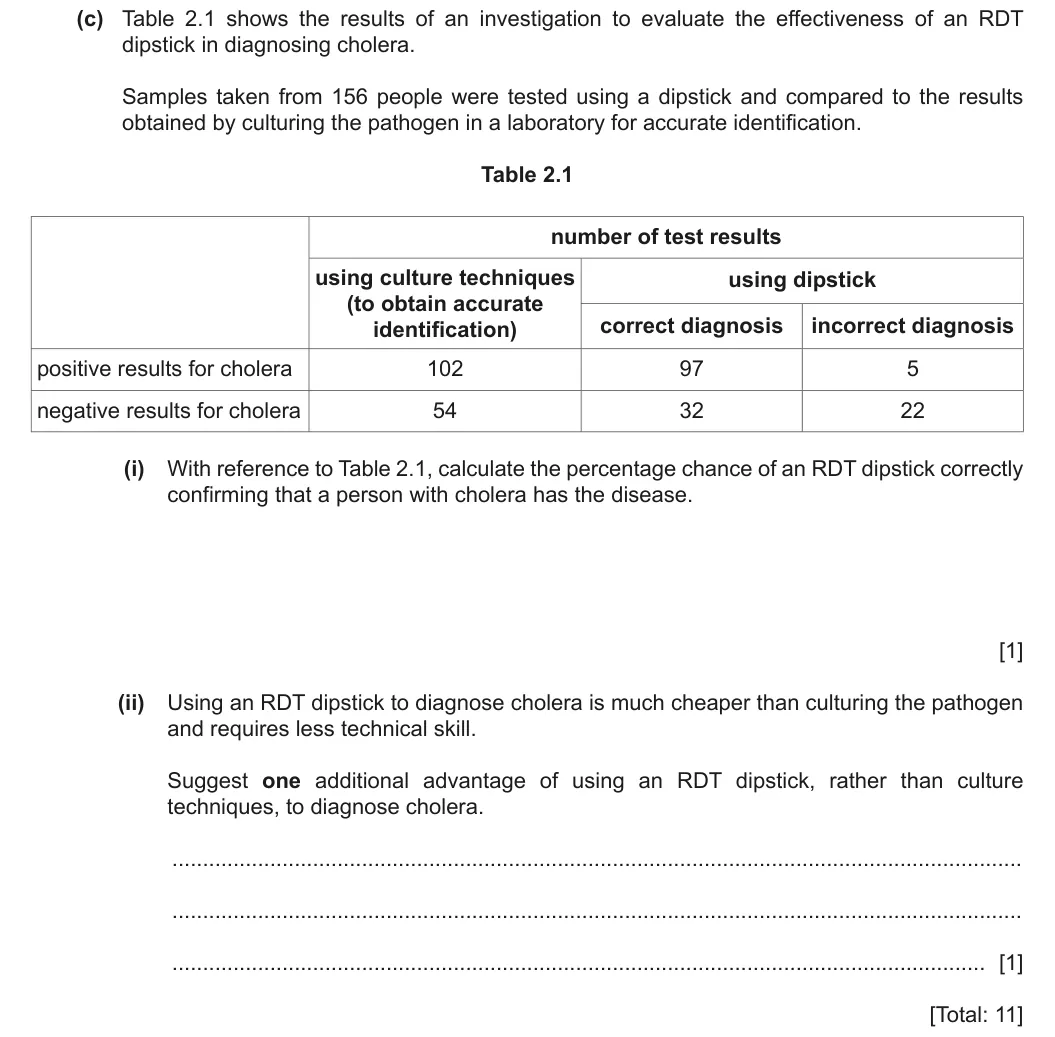 (c) Table 2.1 shows the results of an investigation to evaluate the effectiveness of an RDT
dipstick in diagnosing cholera.
Samples taken from 156 people were tested using a dipstick and compared to the results
obtained by culturing the pathogen in a laboratory for accurate identification.
Table 2.1
number of test results
using culture techniques
(to obtain accurate
identification)
using dipstick
correct diagnosis
incorrect diagnosis
positive results for cholera 102 97 5
negative results for cholera 54 32 22
(i) With reference to Table 2.1, calculate the percentage chance of an RDT dipstick correctly
confirming that a person with cholera has the disease.
[1]
(ii) Using an RDT dipstick to diagnose cholera is much cheaper than culturing the pathogen
and requires less technical skill.
Suggest one additional advantage of using an RDT dipstick, rather than culture
techniques, to diagnose cholera.
[1]
[Total: 11]